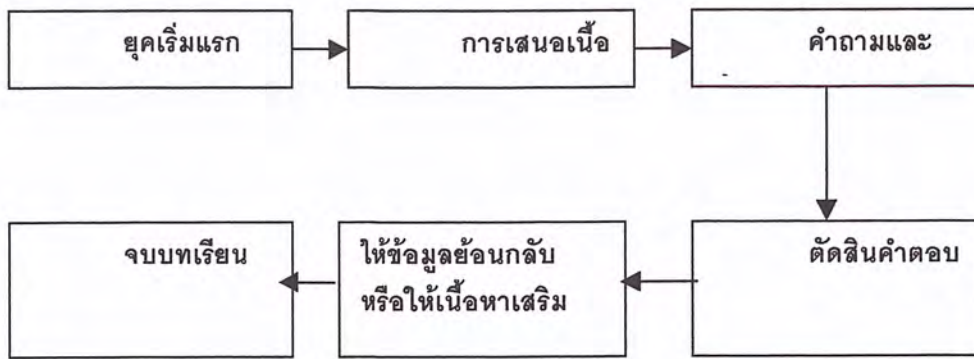 ยุคเริ่มแรก
การเสนอเนื้อ
คำถามและ
ตัดสินคำตอบ
ให้ข้อมูลย้อนกลับ
หรือให้เนื้อหาเสริม
จบบทเรียน